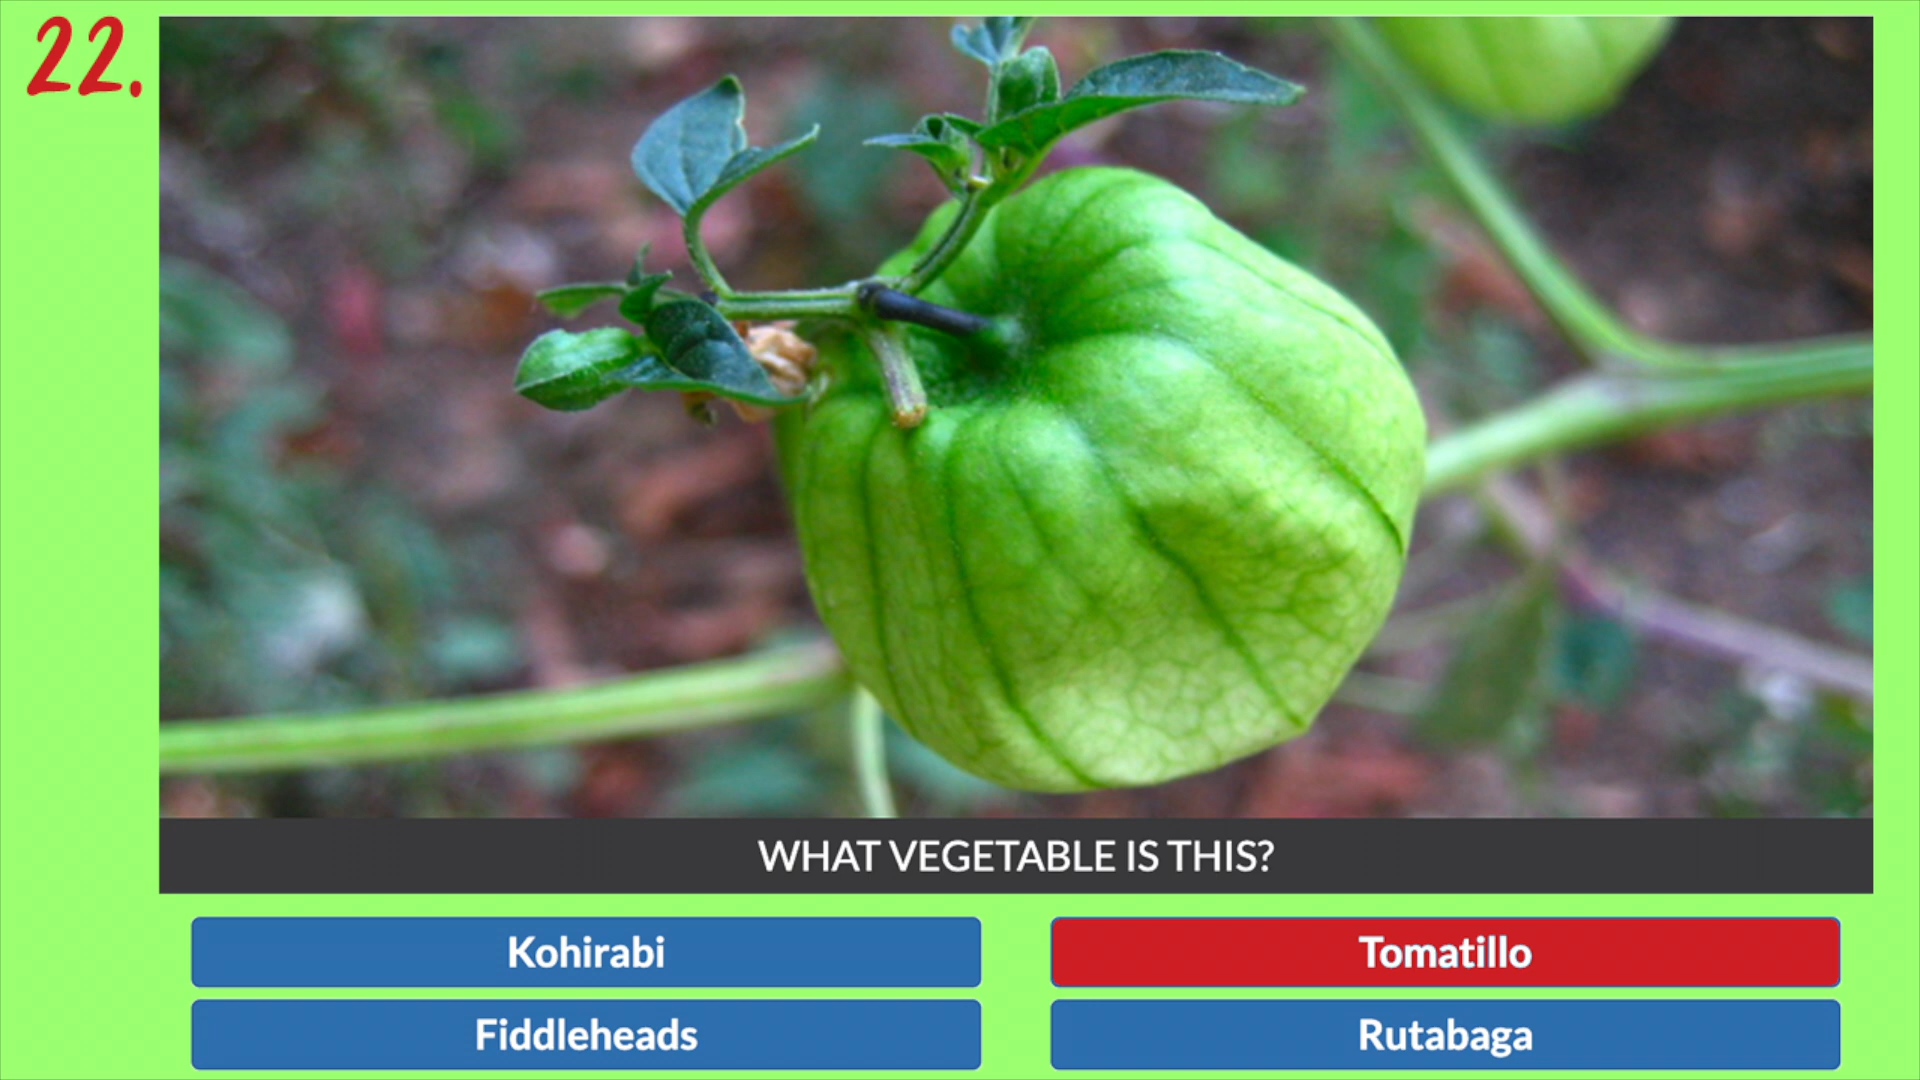 22.
WHAT VEGETABLE IS THIS?
Kohirabi
Tomatillo
Fiddleheads
Rutabaga